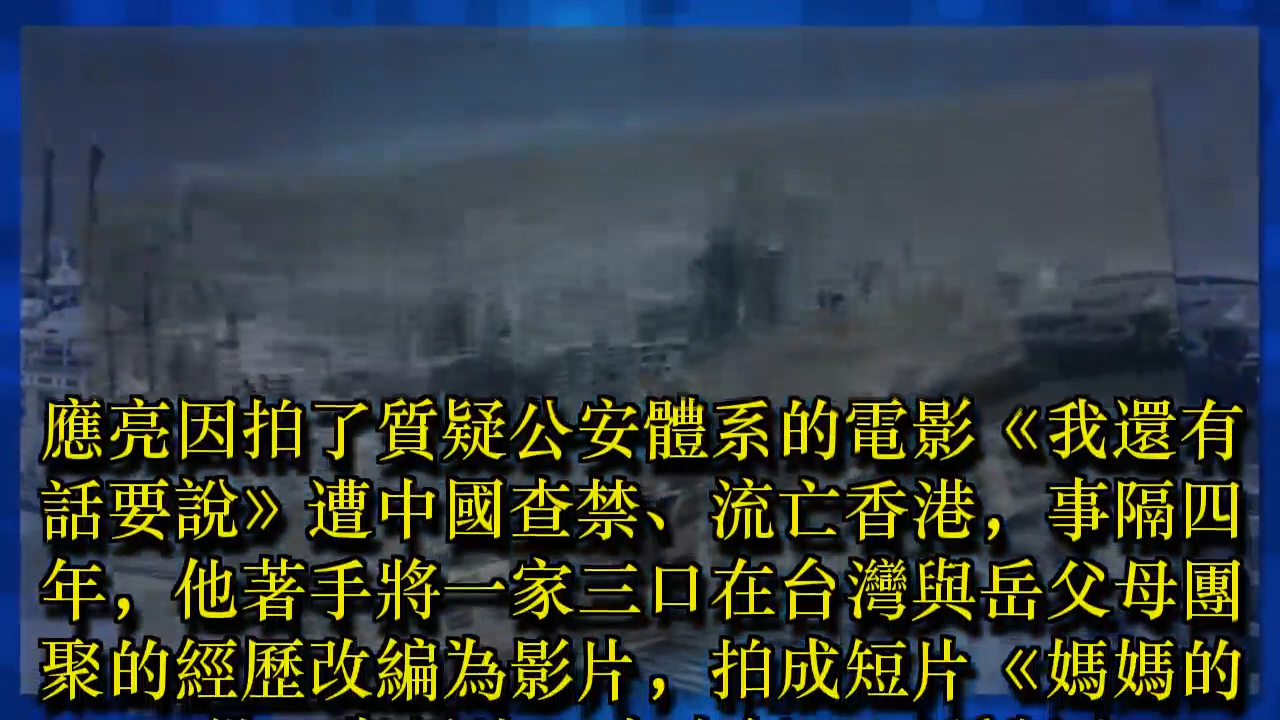 應亮因拍了質疑公安體系的電影《我還有
話要說》遭中國查禁、流亡香港，事隔四
年，他著手將一家三口在台灣與岳父母團
聚的經歷改編為影片，拍成短片《媽媽的